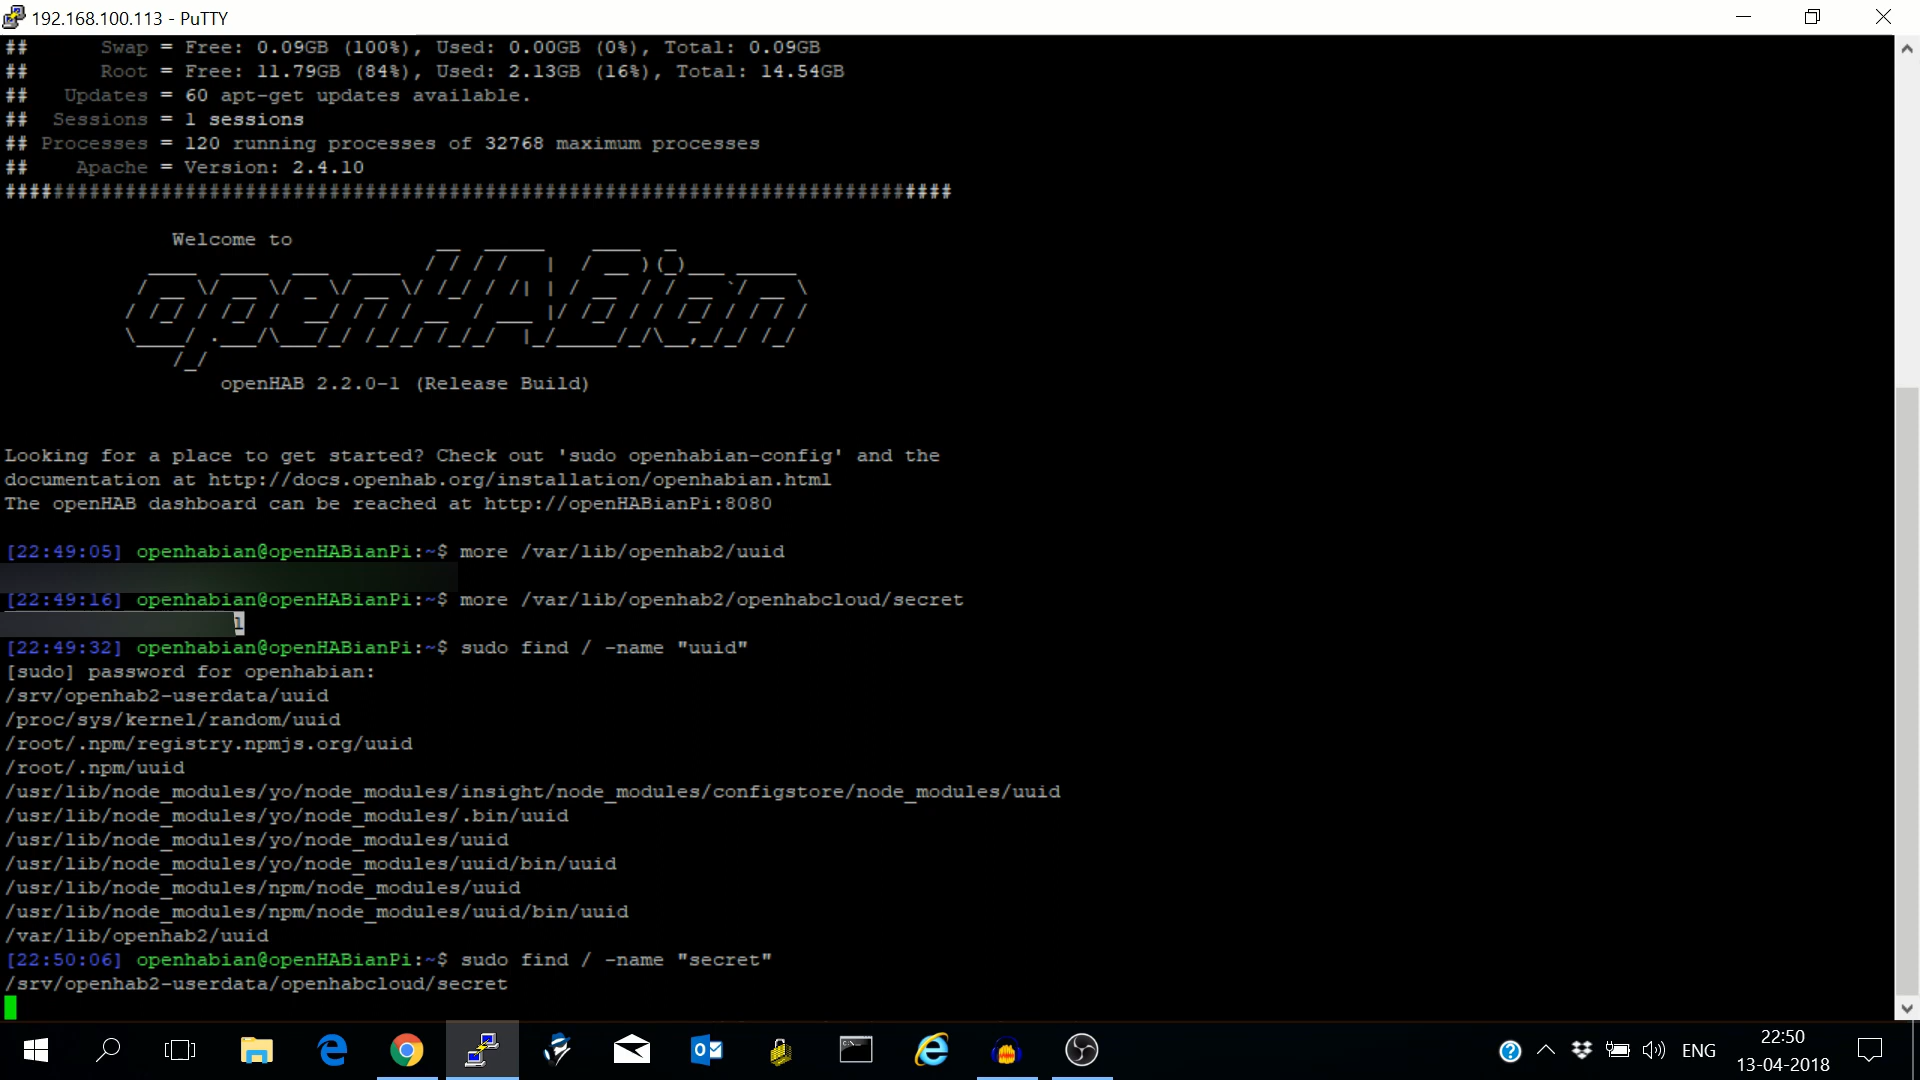 192.168.100.113 - PuTTY
## Swap = Free: 0.09GB (100%), Used: 0.00GB (0%), Total: 0.09GB
## Root = Free: 11.79GB (84%), Used: 2.13GB (16%), Total: 14.54GB
## Updates = 60 apt-get updates available.
## Sessions = 1 sessions
## Processes = 120 running processes of 32768 maximum processes
## Apache = Version: 2.4.10
###############################################################################
Welcome to
openHABian
openHAB 2.2.0-1 (Release Build)
Looking for a place to get started? Check out 'sudo openhabian-config' and the
documentation at http://docs.openhab.org/installation/openhabian.html
The openHAB dashboard can be reached at http://openHABianPi:8080
[22:49:05] openhabian@openHABianPi:~$ more /var/lib/openhab2/uuid
[22:49:16] openhabian@openHABianPi:~$ more /var/lib/openhab2/openhabcloud/secret
l
[22:49:32] openhabian@openHABianPi:~$ sudo find / -name "uuid"
[sudo] password for openhabian:
/srv/openhab2-userdata/uuid
/proc/sys/kernel/random/uuid
/root/.npm/registry.npmjs.org/uuid
/root/.npm/uuid
/usr/lib/node_modules/yo/node_modules/insight/node_modules/configstore/node_modules/uuid
/usr/lib/node_modules/yo/node_modules/.bin/uuid
/usr/lib/node_modules/yo/node_modules/uuid
/usr/lib/node_modules/yo/node_modules/uuid/bin/uuid
/usr/lib/node_modules/npm/node_modules/uuid
/usr/lib/node_modules/npm/node_modules/uuid/bin/uuid
/var/lib/openhab2/uuid
[22:50:06] openhabian@openHABianPi:~$ sudo find / -name "secret"
/srv/openhab2-userdata/openhabcloud/secret
ENG
22:50
13-04-2018